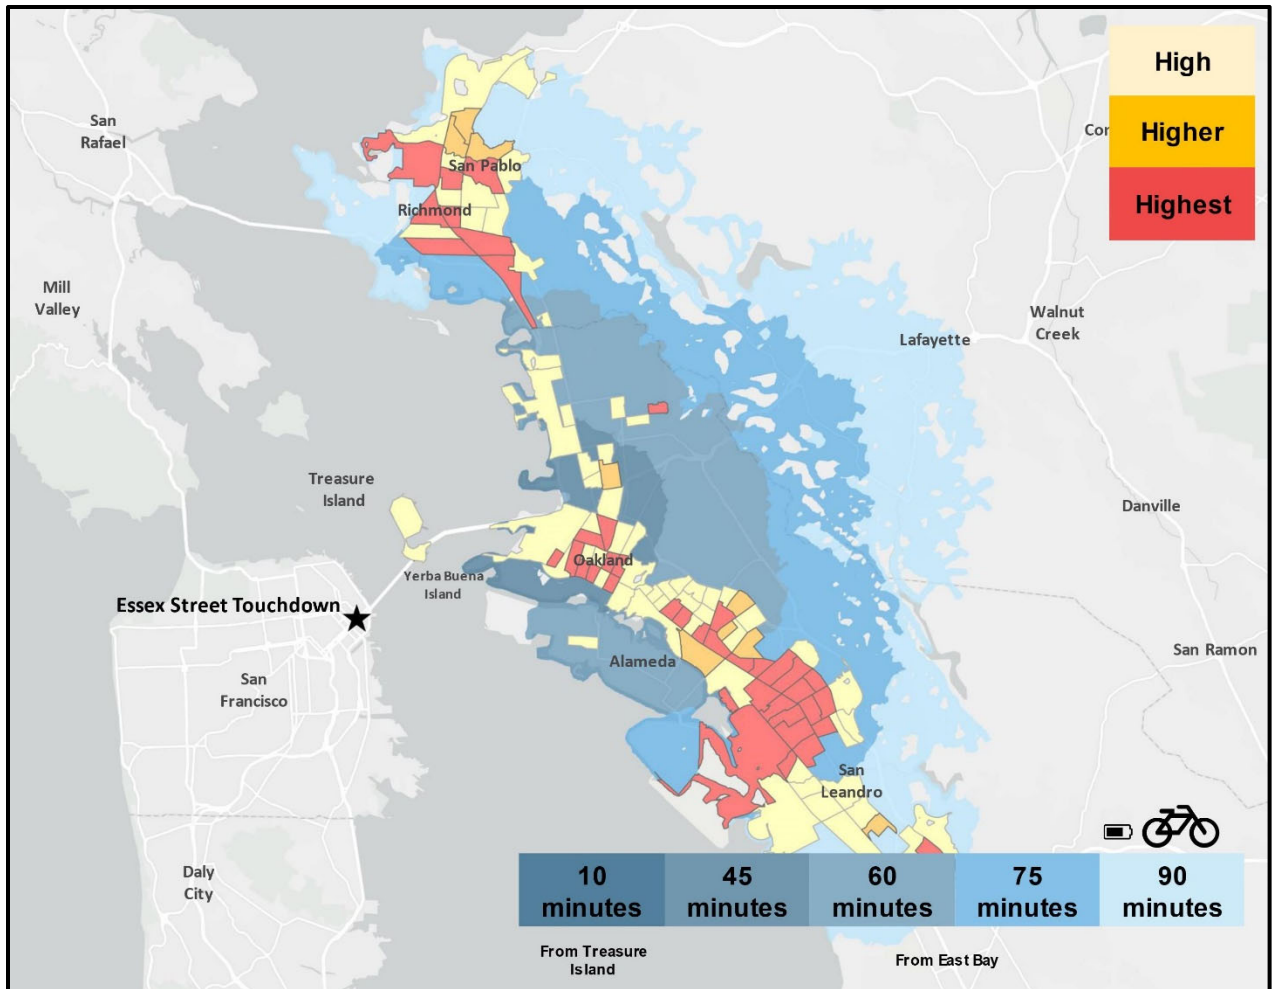 High
Higher
Highest
San
Rafael
Cor
San Pablo
Richmond
Mill
Valley
Walnut
Creek
Lafayette
Treasure
Island
Danville
Oakland
Yerba Buena
Island
Essex Street Touchdown
San
Francisco
Alameda
San Ramon
San
Leandro
Daly
City
10
minutes
45
minutes
60
minutes
75
minutes
90
minutes
From Treasure
Island
From East Bay